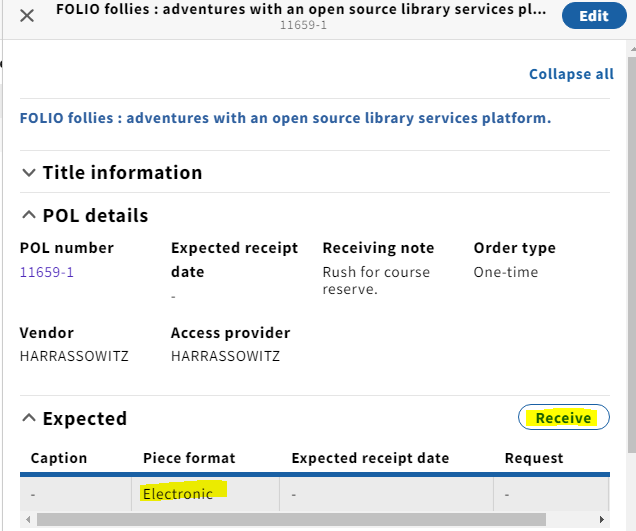 FOLIO follies : adventures with an open source library services pl...
Edit
11659-1
Collapse all
FOLIO follies : adventures with an open source library services platform.
Title information
POL details
POL number Expected receipt date Receiving note Order type
11659-1 - Rush for course reserve. One-time
Vendor Access provider
HARRASSOWITZ HARRASSOWITZ
Expected Receive
Caption Piece format Expected receipt date Request
- Electronic - -